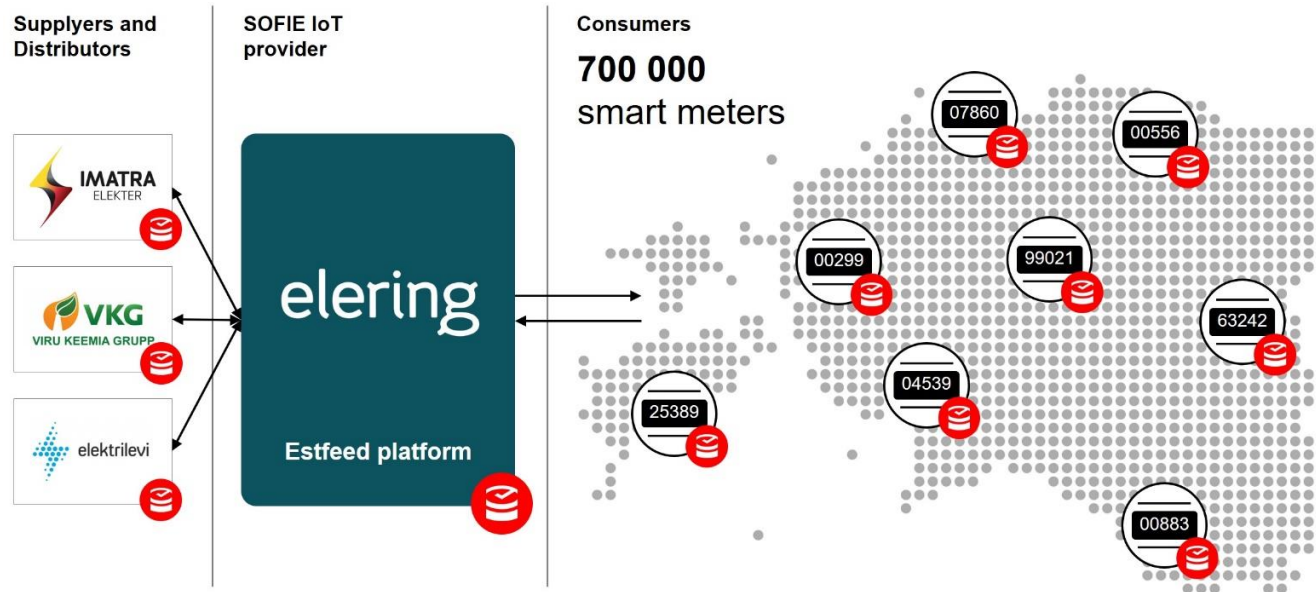 Supplyers and
Distributors
SOFIE IoT
provider
Consumers
700 000
smart meters
IMATRA
ELEKTER
VKG
VIRU KEEMIA GRUPP
elektrilevi
elering
Estfeed platform
07860
00556
00299
99021
63242
04539
25389
00883